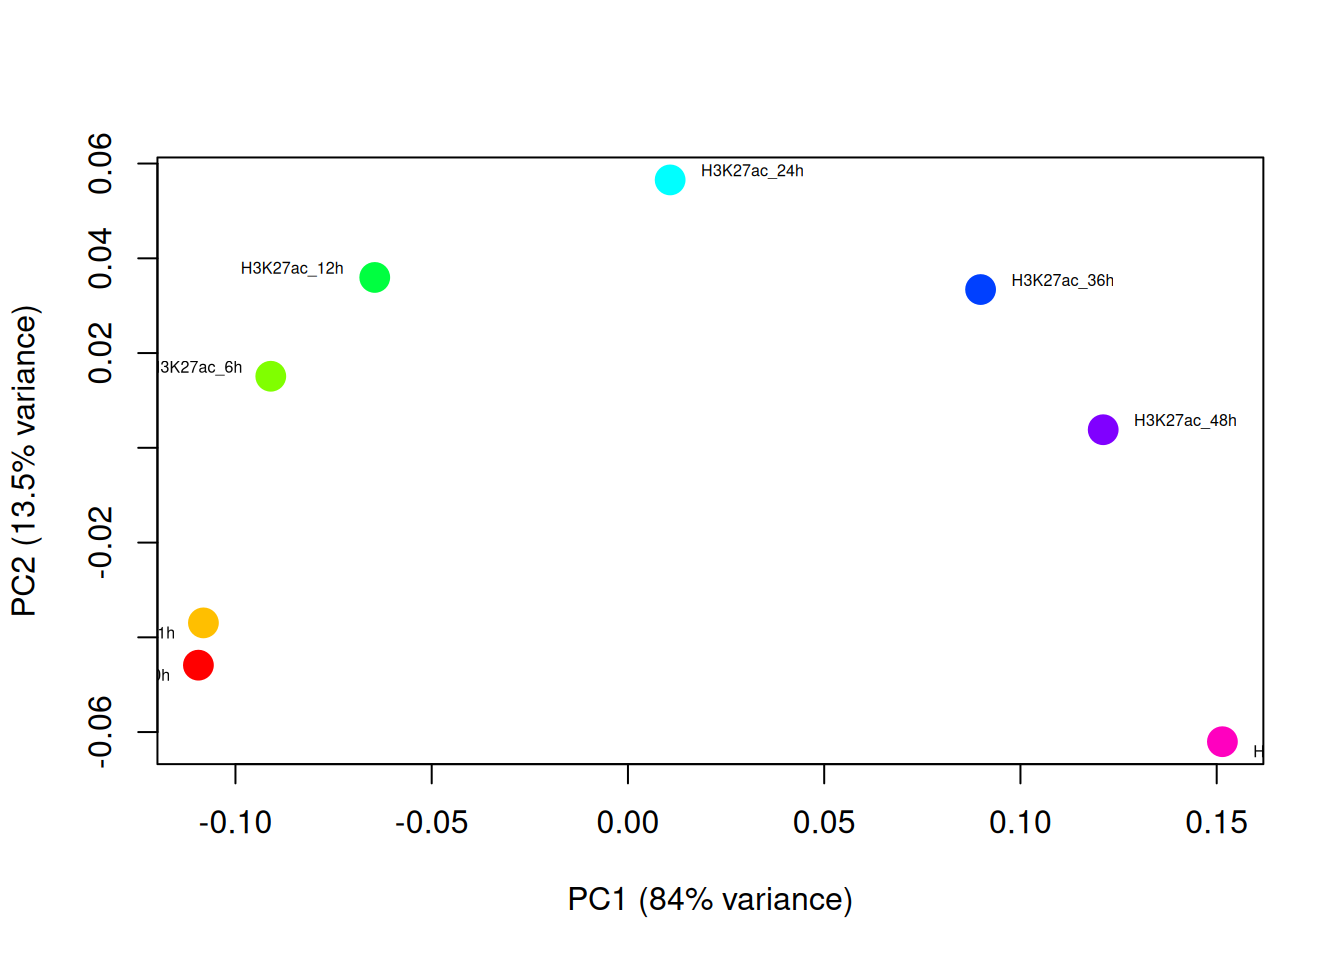 0.06
H3K27ac_24h
H3K27ac_12h
0.04
H3K27ac_36h
0.02
3K27ac_6h
H3K27ac_48h
PC2 (13.5% variance)
-0.02
1h
-0.06
-0.10
-0.05
0.00
0.05
0.10
0.15
PC1 (84% variance)